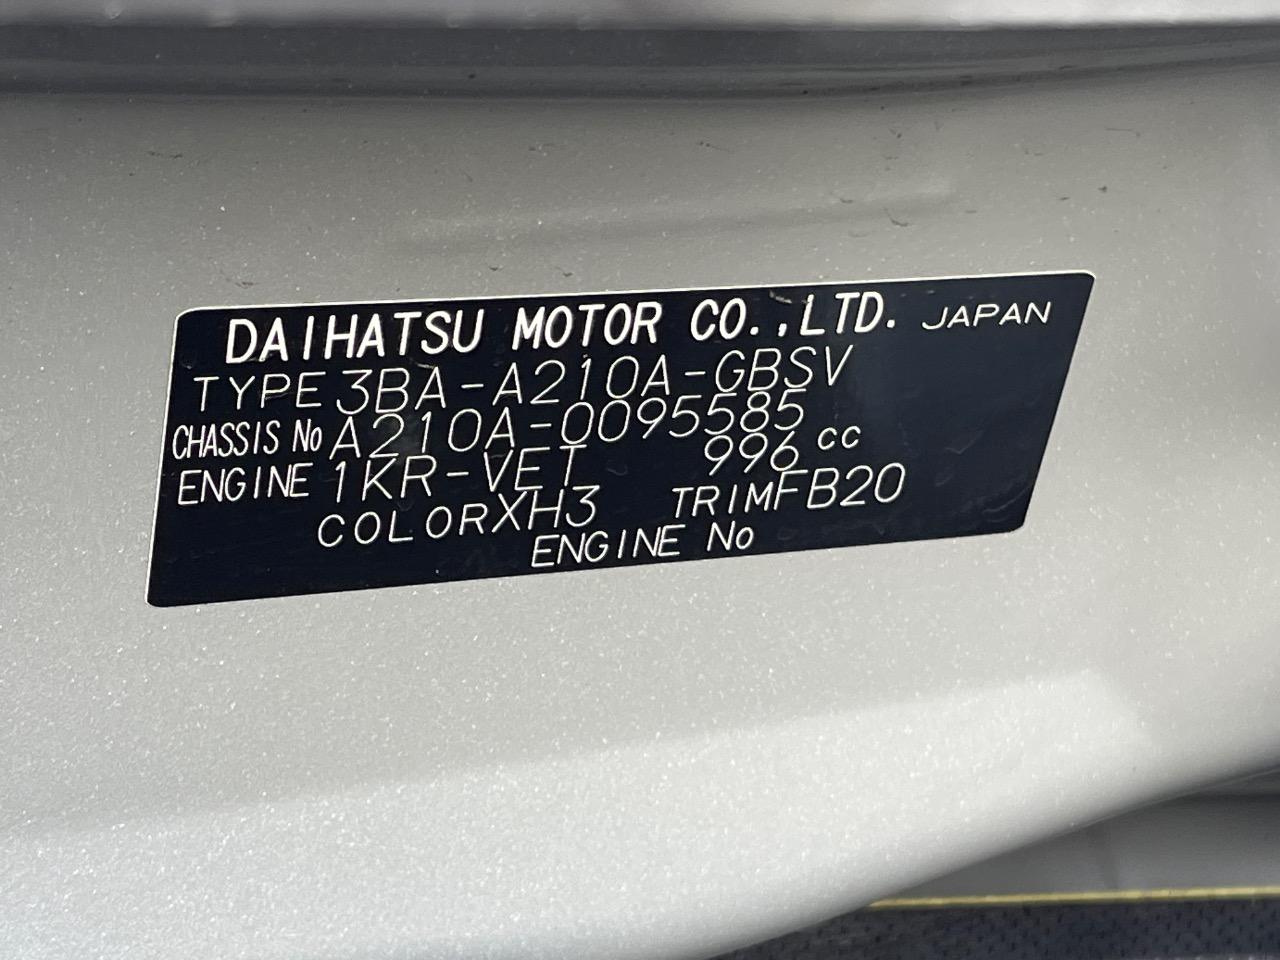 DAIHATSU MOTOR CO.,LTD. JAPAN
TYPE 3BA-A210A-GBSV
CHASSIS No A210A-0095585
ENGINE 1KR-VET 996 cc
COLOR XH3 TRIM FB20
ENGINE No